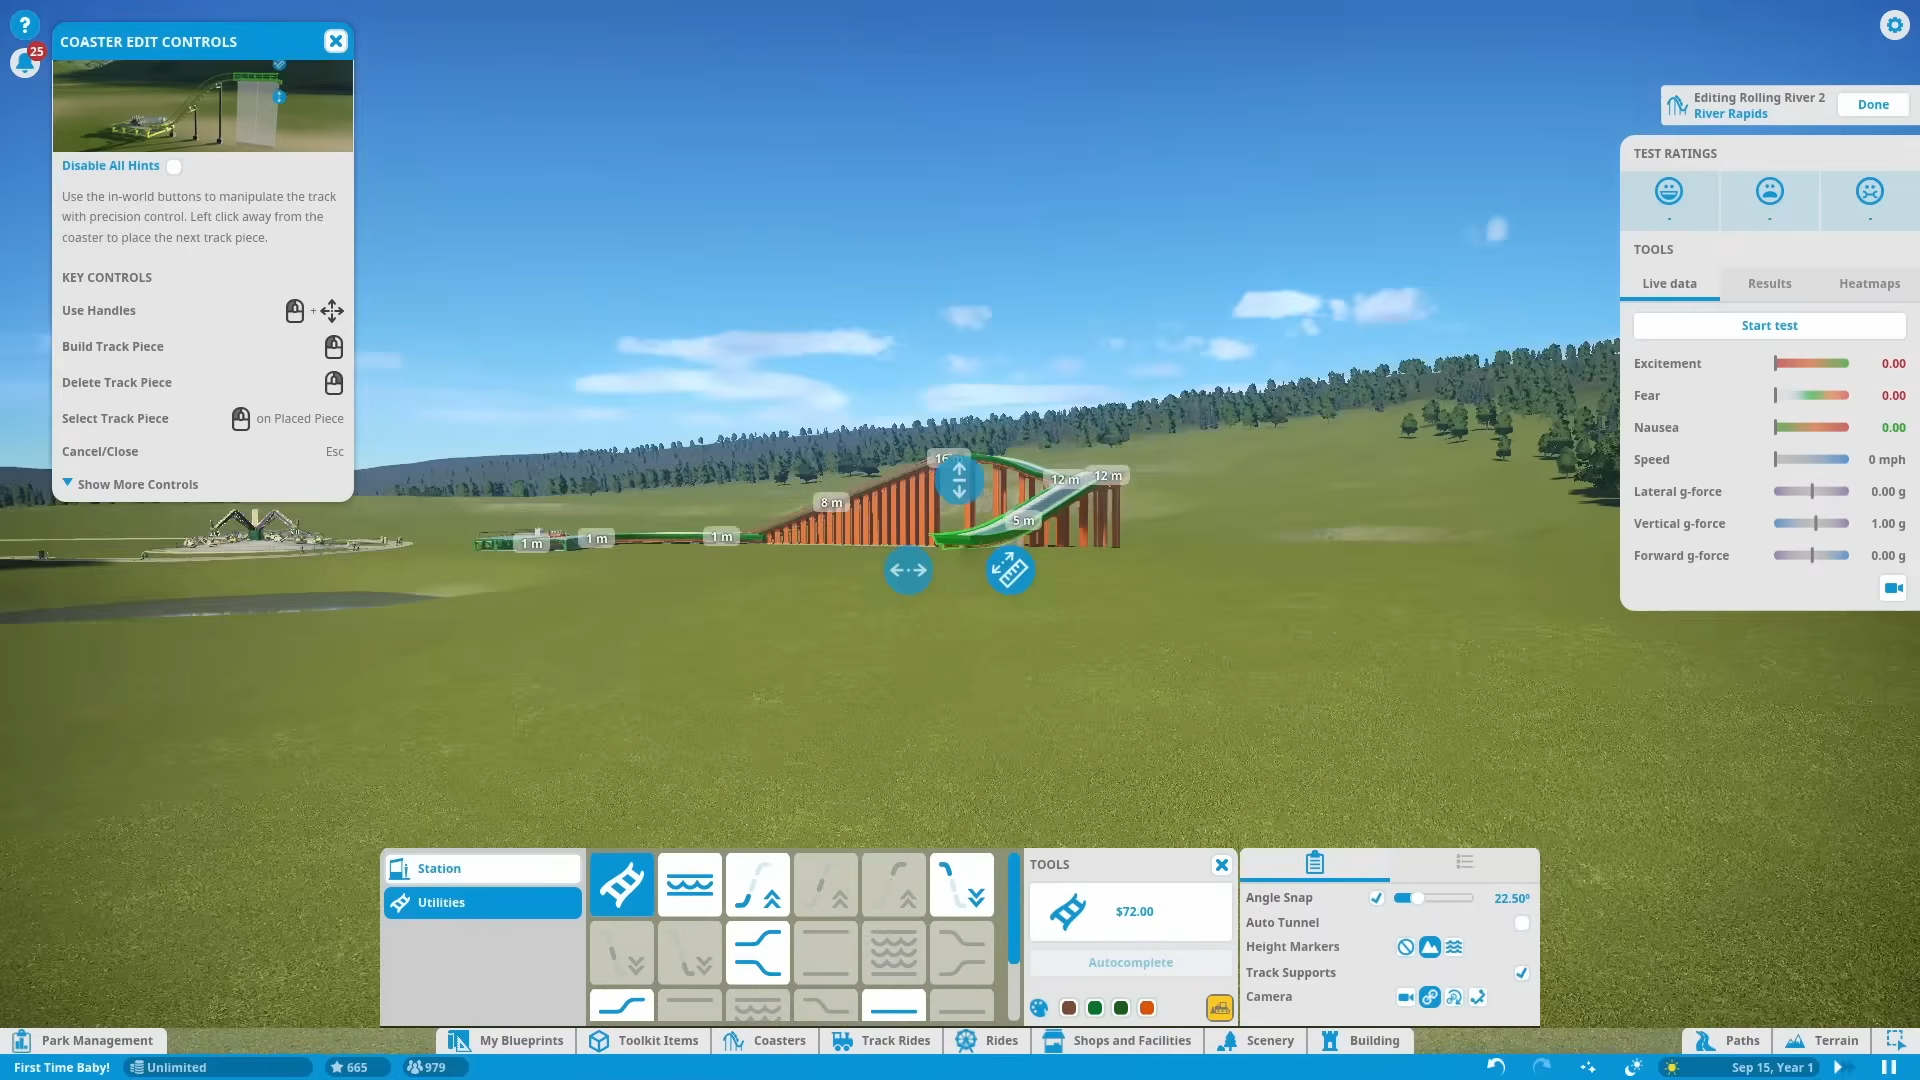 ?
25
COASTER EDIT CONTROLS
Disable All Hints
Use the in-world buttons to manipulate the track
with precision control. Left click away from the
coaster to place the next track piece.
KEY CONTROLS
Use Handles +
Build Track Piece
Delete Track Piece
Select Track Piece on Placed Piece
Cancel/Close Esc
Show More Controls
Editing Rolling River 2
River Rapids
Done
TEST RATINGS
- - -
TOOLS
Live data Results Heatmaps
Start test
Excitement 0.00
Fear 0.00
Nausea 0.00
Speed 0 mph
Lateral g-force 0.00 g
Vertical g-force 1.00 g
Forward g-force 0.00 g
16
12 m
12 m
8 m
5 m
1 m
1 m
1 m
Station
Utilities
TOOLS
$72.00
Autocomplete
Angle Snap 22.50°
Auto Tunnel
Height Markers
Track Supports
Camera
Park Management
My Blueprints
Toolkit Items
Coasters
Track Rides
Rides
Shops and Facilities
Scenery
Building
Paths
Terrain
First Time Baby!
Unlimited
665
979
Sep 15, Year 1